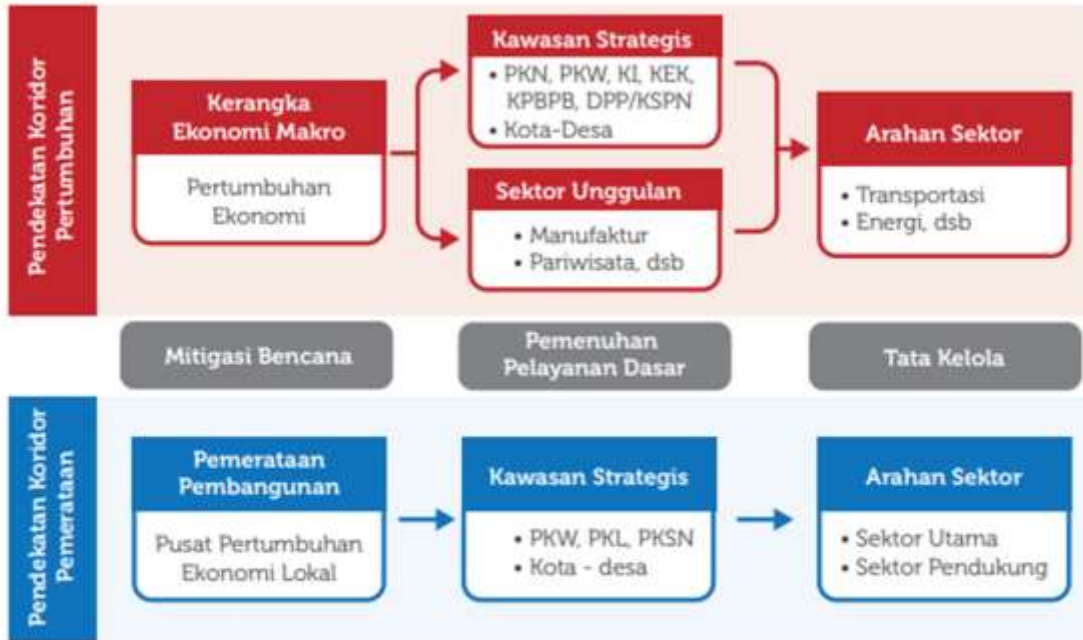 Pendekatan Koridor
Pertumbuhan
Kerangka
Ekonomi Makro
Pertumbuhan
Ekonomi
Kawasan Strategis
• PKN, PKW, KI, KEK,
KPBPB, DPP/KSPN
• Kota-Desa
Sektor Unggulan
• Manufaktur
• Pariwisata, dsb
Arahan Sektor
• Transportasi
• Energi, dsb
Mitigasi Bencana
Pemenuhan
Pelayanan Dasar
Tata Kelola
Pendekatan Koridor
Pemerataan
Pemerataan
Pembangunan
Pusat Pertumbuhan
Ekonomi Lokal
Kawasan Strategis
• PKW, PKL, PKSN
• Kota - desa
Arahan Sektor
• Sektor Utama
• Sektor Pendukung